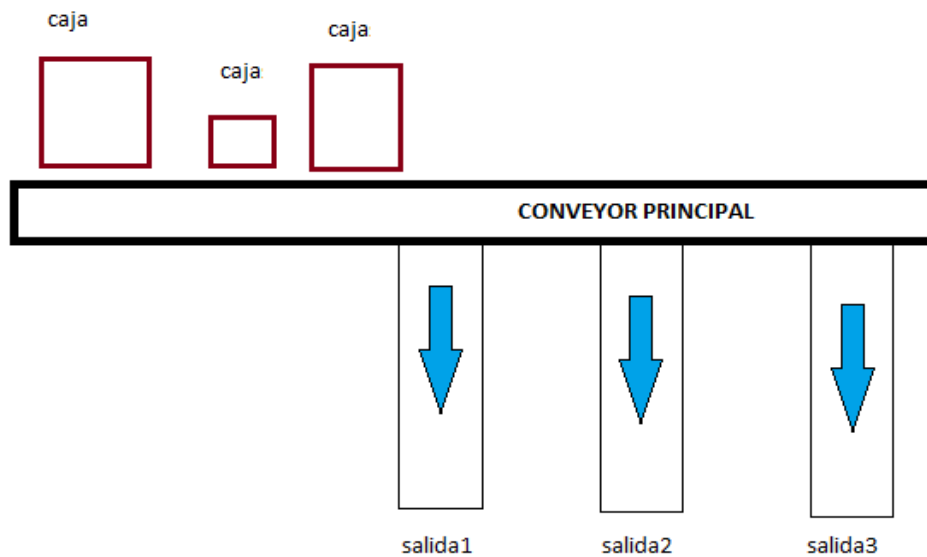 caja
caja
caja
CONVEYOR PRINCIPAL
salida1
salida2
salida3